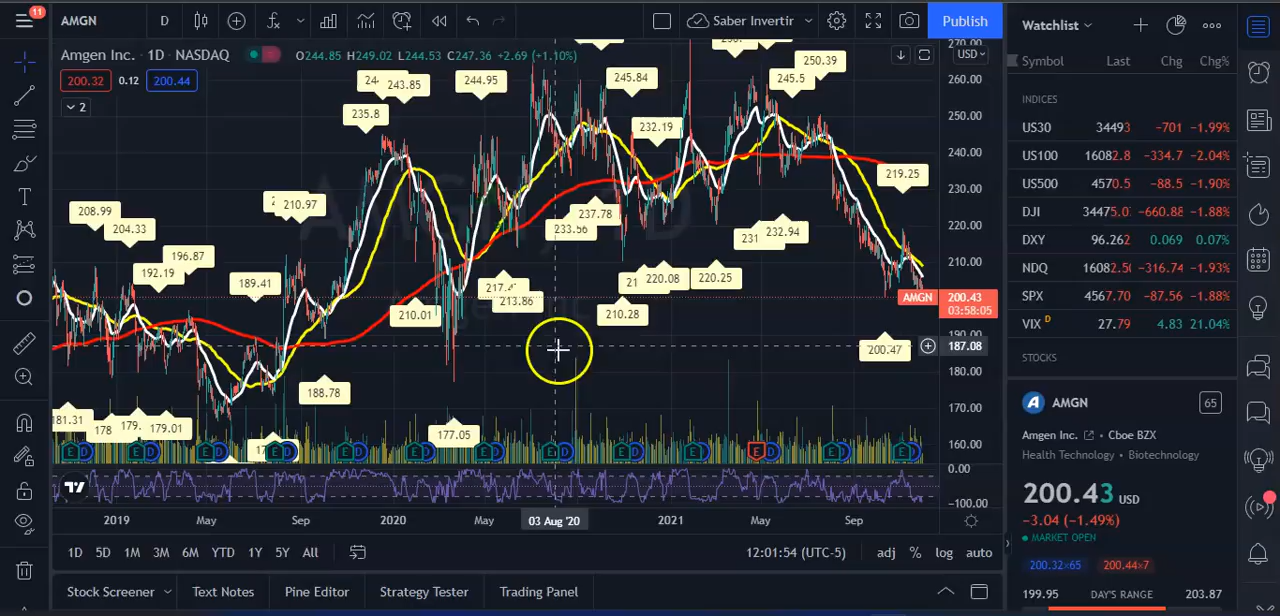 11
AMGN D Saber Invertir Publish
Amgen Inc. · 1D · NASDAQ O244.85 H249.02 L244.53 C247.36 +2.69 (+1.10%)
200.32 0.12 200.44
2
USD
270.00
260.00
250.00
240.00
230.00
220.00
210.00
AMGN 200.43
03:58:05
190.00
187.08
180.00
170.00
160.00
0.00
-100.00
243.85
244.95
245.84
245.5
250.39
235.8
232.19
219.25
208.99
204.33
210.97
196.87
192.19
189.41
237.78
233.56
232.94
220.08
220.25
213.86
210.01
210.28
200.47
188.78
181.31
179.01
177.05
2019 May Sep 2020 May 03 Aug '20 2021 May Sep
1D 5D 1M 3M 6M YTD 1Y 5Y All 12:01:54 (UTC-5) adj % log auto
Stock Screener Text Notes Pine Editor Strategy Tester Trading Panel
Watchlist
Symbol Last Chg Chg%
INDICES
US30 34493 -701 -1.99%
US100 16082.8 -334.7 -2.04%
US500 4570.5 -88.5 -1.90%
DJI 34475.0 -660.88 -1.88%
DXY 96.262 0.069 0.07%
NDQ 16082.50 -316.74 -1.93%
SPX 4567.70 -87.56 -1.88%
VIX D 27.79 4.83 21.04%
STOCKS
AMGN 65
Amgen Inc. · Cboe BZX
Health Technology · Biotechnology
200.43 USD
-3.04 (-1.49%)
MARKET OPEN
200.32×65 200.44×7
199.95 DAY'S RANGE 203.87